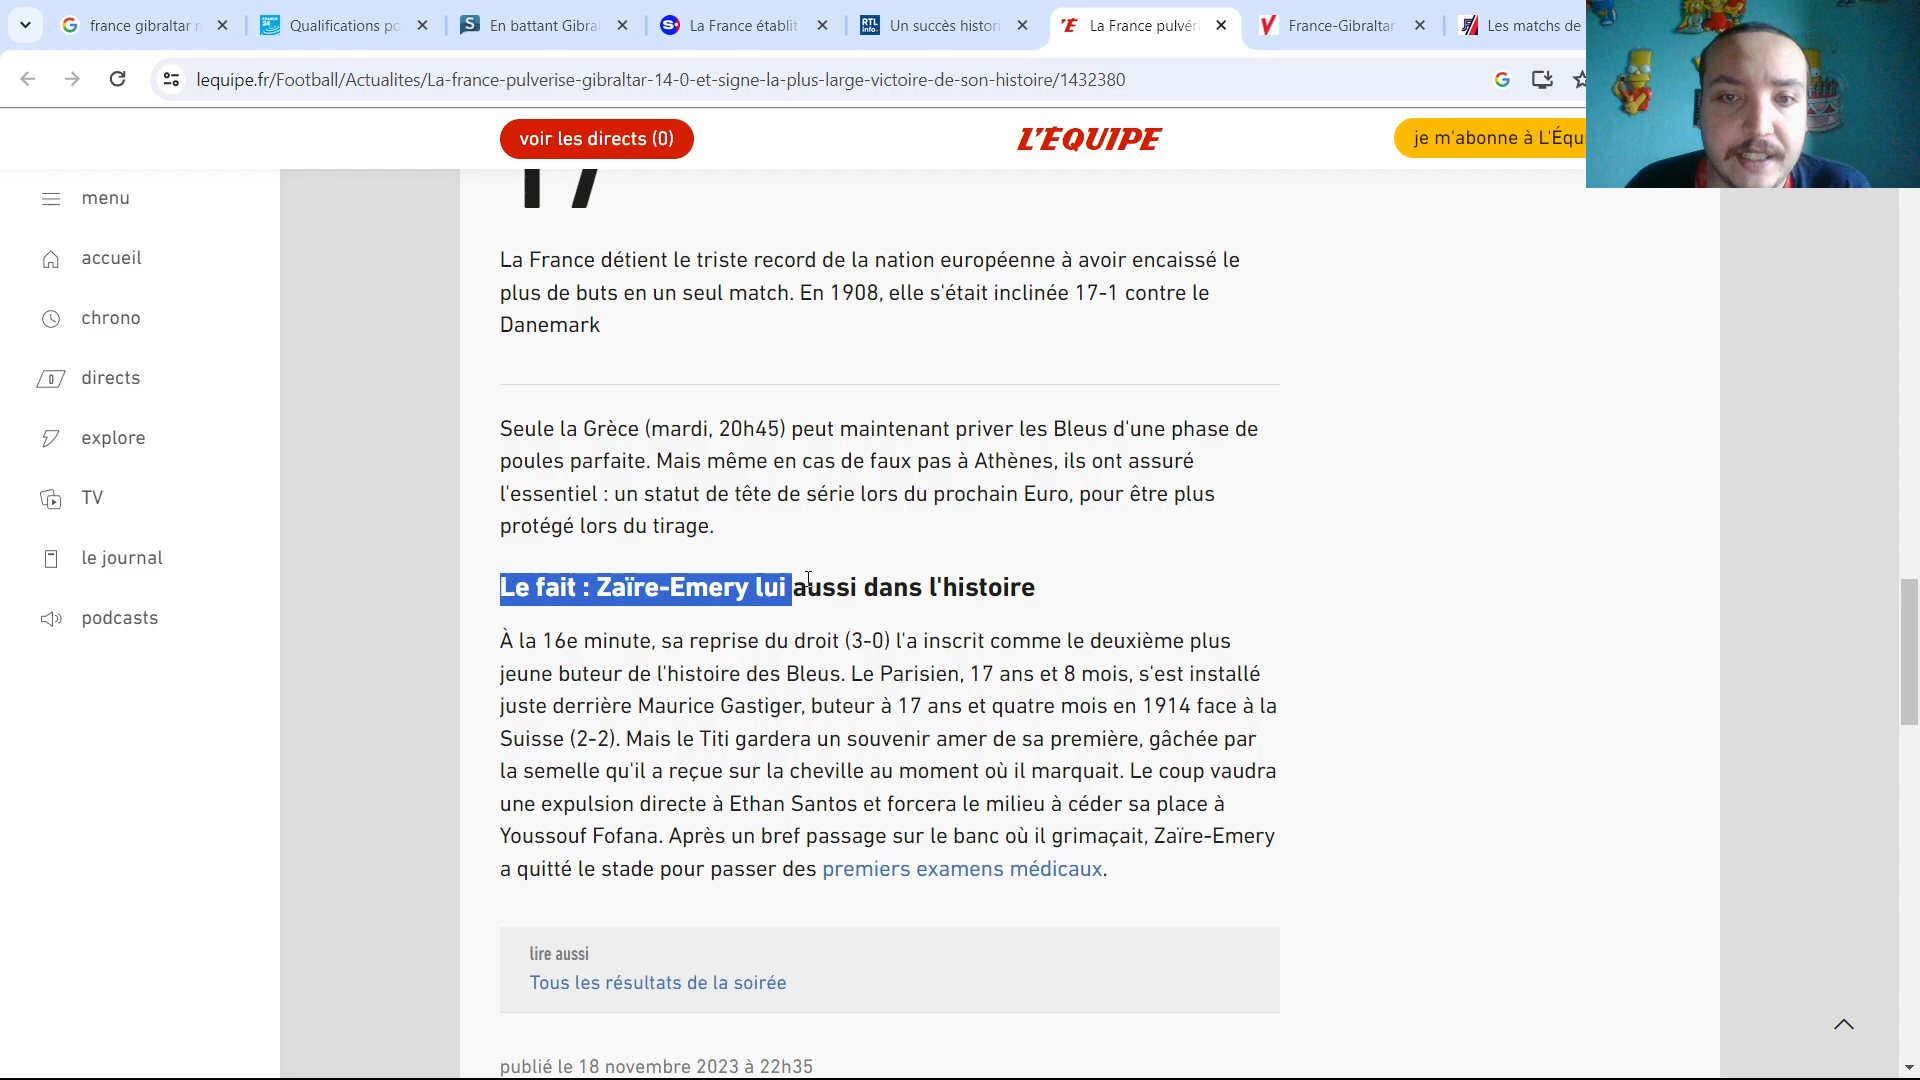 france gibraltar r
Qualifications po
En battant Gibra
La France établit
Un succès histori
La France pulvéri
France-Gibraltar
Les matchs de
lequipe.fr/Football/Actualites/La-france-pulverise-gibraltar-14-0-et-signe-la-plus-large-victoire-de-son-histoire/1432380
voir les directs (0)
L'ÉQUIPE
je m'abonne à L'Équ
menu
accueil
chrono
directs
explore
TV
le journal
podcasts
17
La France détient le triste record de la nation européenne à avoir encaissé le
plus de buts en un seul match. En 1908, elle s'était inclinée 17-1 contre le
Danemark
Seule la Grèce (mardi, 20h45) peut maintenant priver les Bleus d'une phase de
poules parfaite. Mais même en cas de faux pas à Athènes, ils ont assuré
l'essentiel : un statut de tête de série lors du prochain Euro, pour être plus
protégé lors du tirage.
Le fait : Zaïre-Emery lui aussi dans l'histoire
À la 16e minute, sa reprise du droit (3-0) l'a inscrit comme le deuxième plus
jeune buteur de l'histoire des Bleus. Le Parisien, 17 ans et 8 mois, s'est installé
juste derrière Maurice Gastiger, buteur à 17 ans et quatre mois en 1914 face à la
Suisse (2-2). Mais le Titi gardera un souvenir amer de sa première, gâchée par
la semelle qu'il a reçue sur la cheville au moment où il marquait. Le coup vaudra
une expulsion directe à Ethan Santos et forcera le milieu à céder sa place à
Youssouf Fofana. Après un bref passage sur le banc où il grimaçait, Zaïre-Emery
a quitté le stade pour passer des premiers examens médicaux.
lire aussi
Tous les résultats de la soirée
publié le 18 novembre 2023 à 22h35